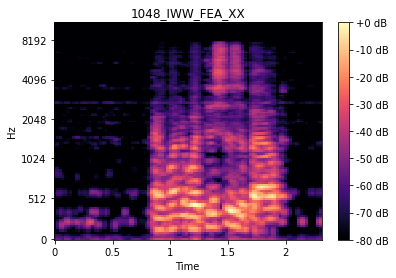 1048_IWW_FEA_XX
+0 dB
8192
-10 dB
4096
-20 dB
-30 dB
2048
-40 dB
Hz
1024
-50 dB
512
-60 dB
-70 dB
0
-80 dB
0 0.5 1 1.5 2
Time